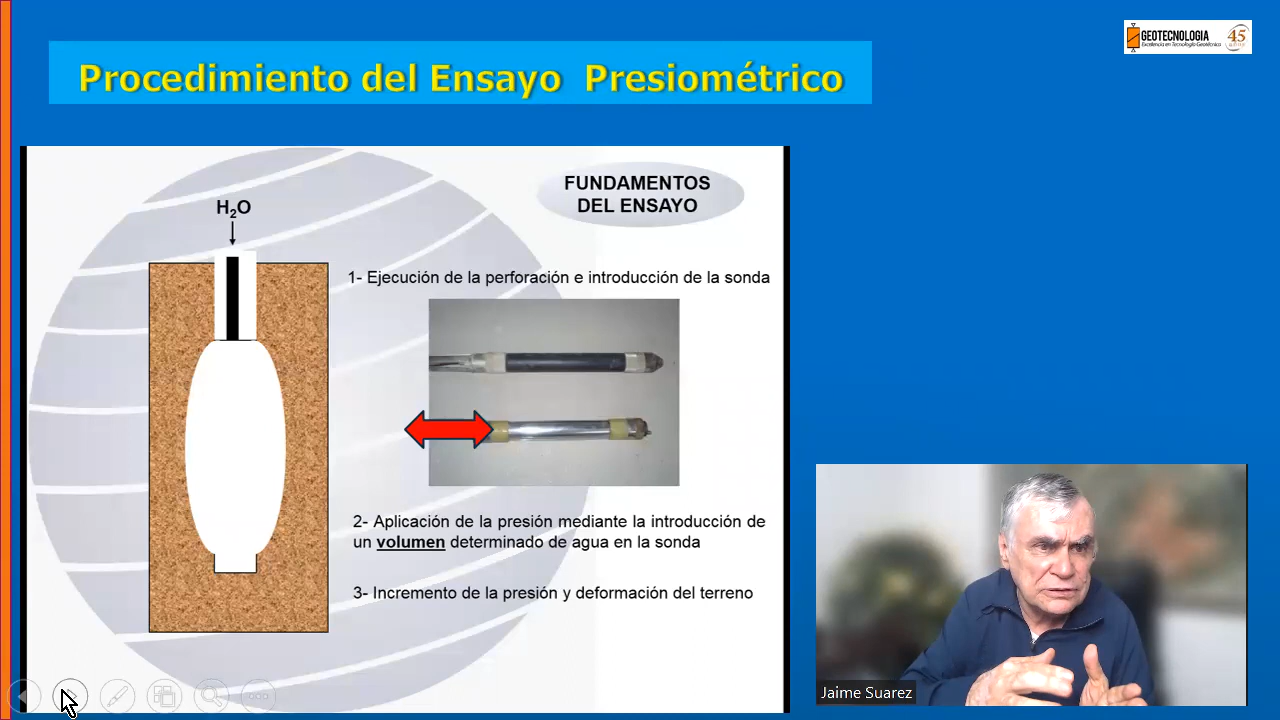 GEOTECNOLOGIA
Excelencia en Tecnología Geotécnica
45
Procedimiento del Ensayo Presiométrico
FUNDAMENTOS
DEL ENSAYO
H₂O
1- Ejecución de la perforación e introducción de la sonda
2- Aplicación de la presión mediante la introducción de
un volumen determinado de agua en la sonda
3- Incremento de la presión y deformación del terreno
Jaime Suarez